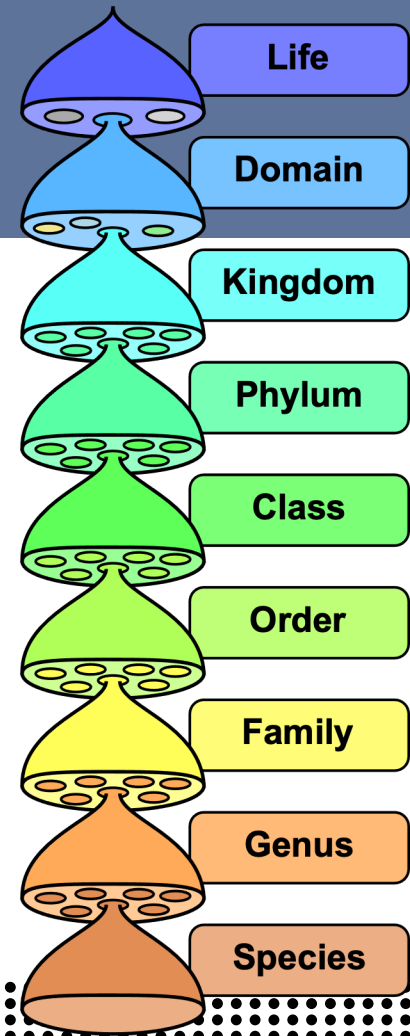 Life
Domain
Kingdom
Phylum
Class
Order
Family
Genus
Species